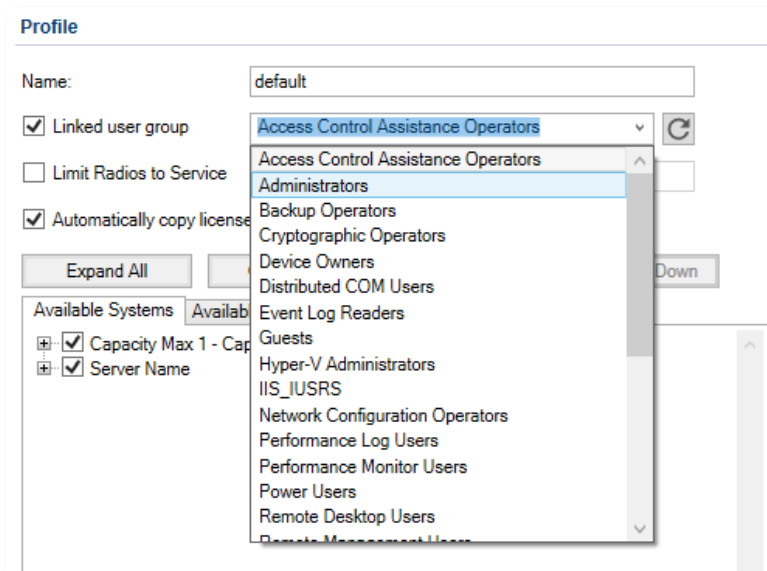 Profile
Name: default
Linked user group Access Control Assistance Operators
Access Control Assistance Operators
Limit Radios to Service
Administrators
Backup Operators
Automatically copy license
Cryptographic Operators
Device Owners
Expand All Down
Distributed COM Users
Available Systems Availab
Event Log Readers
Guests
Capacity Max 1 - Cap
Hyper-V Administrators
Server Name
IIS_IUSRS
Network Configuration Operators
Performance Log Users
Performance Monitor Users
Power Users
Remote Desktop Users
Remote Management Users